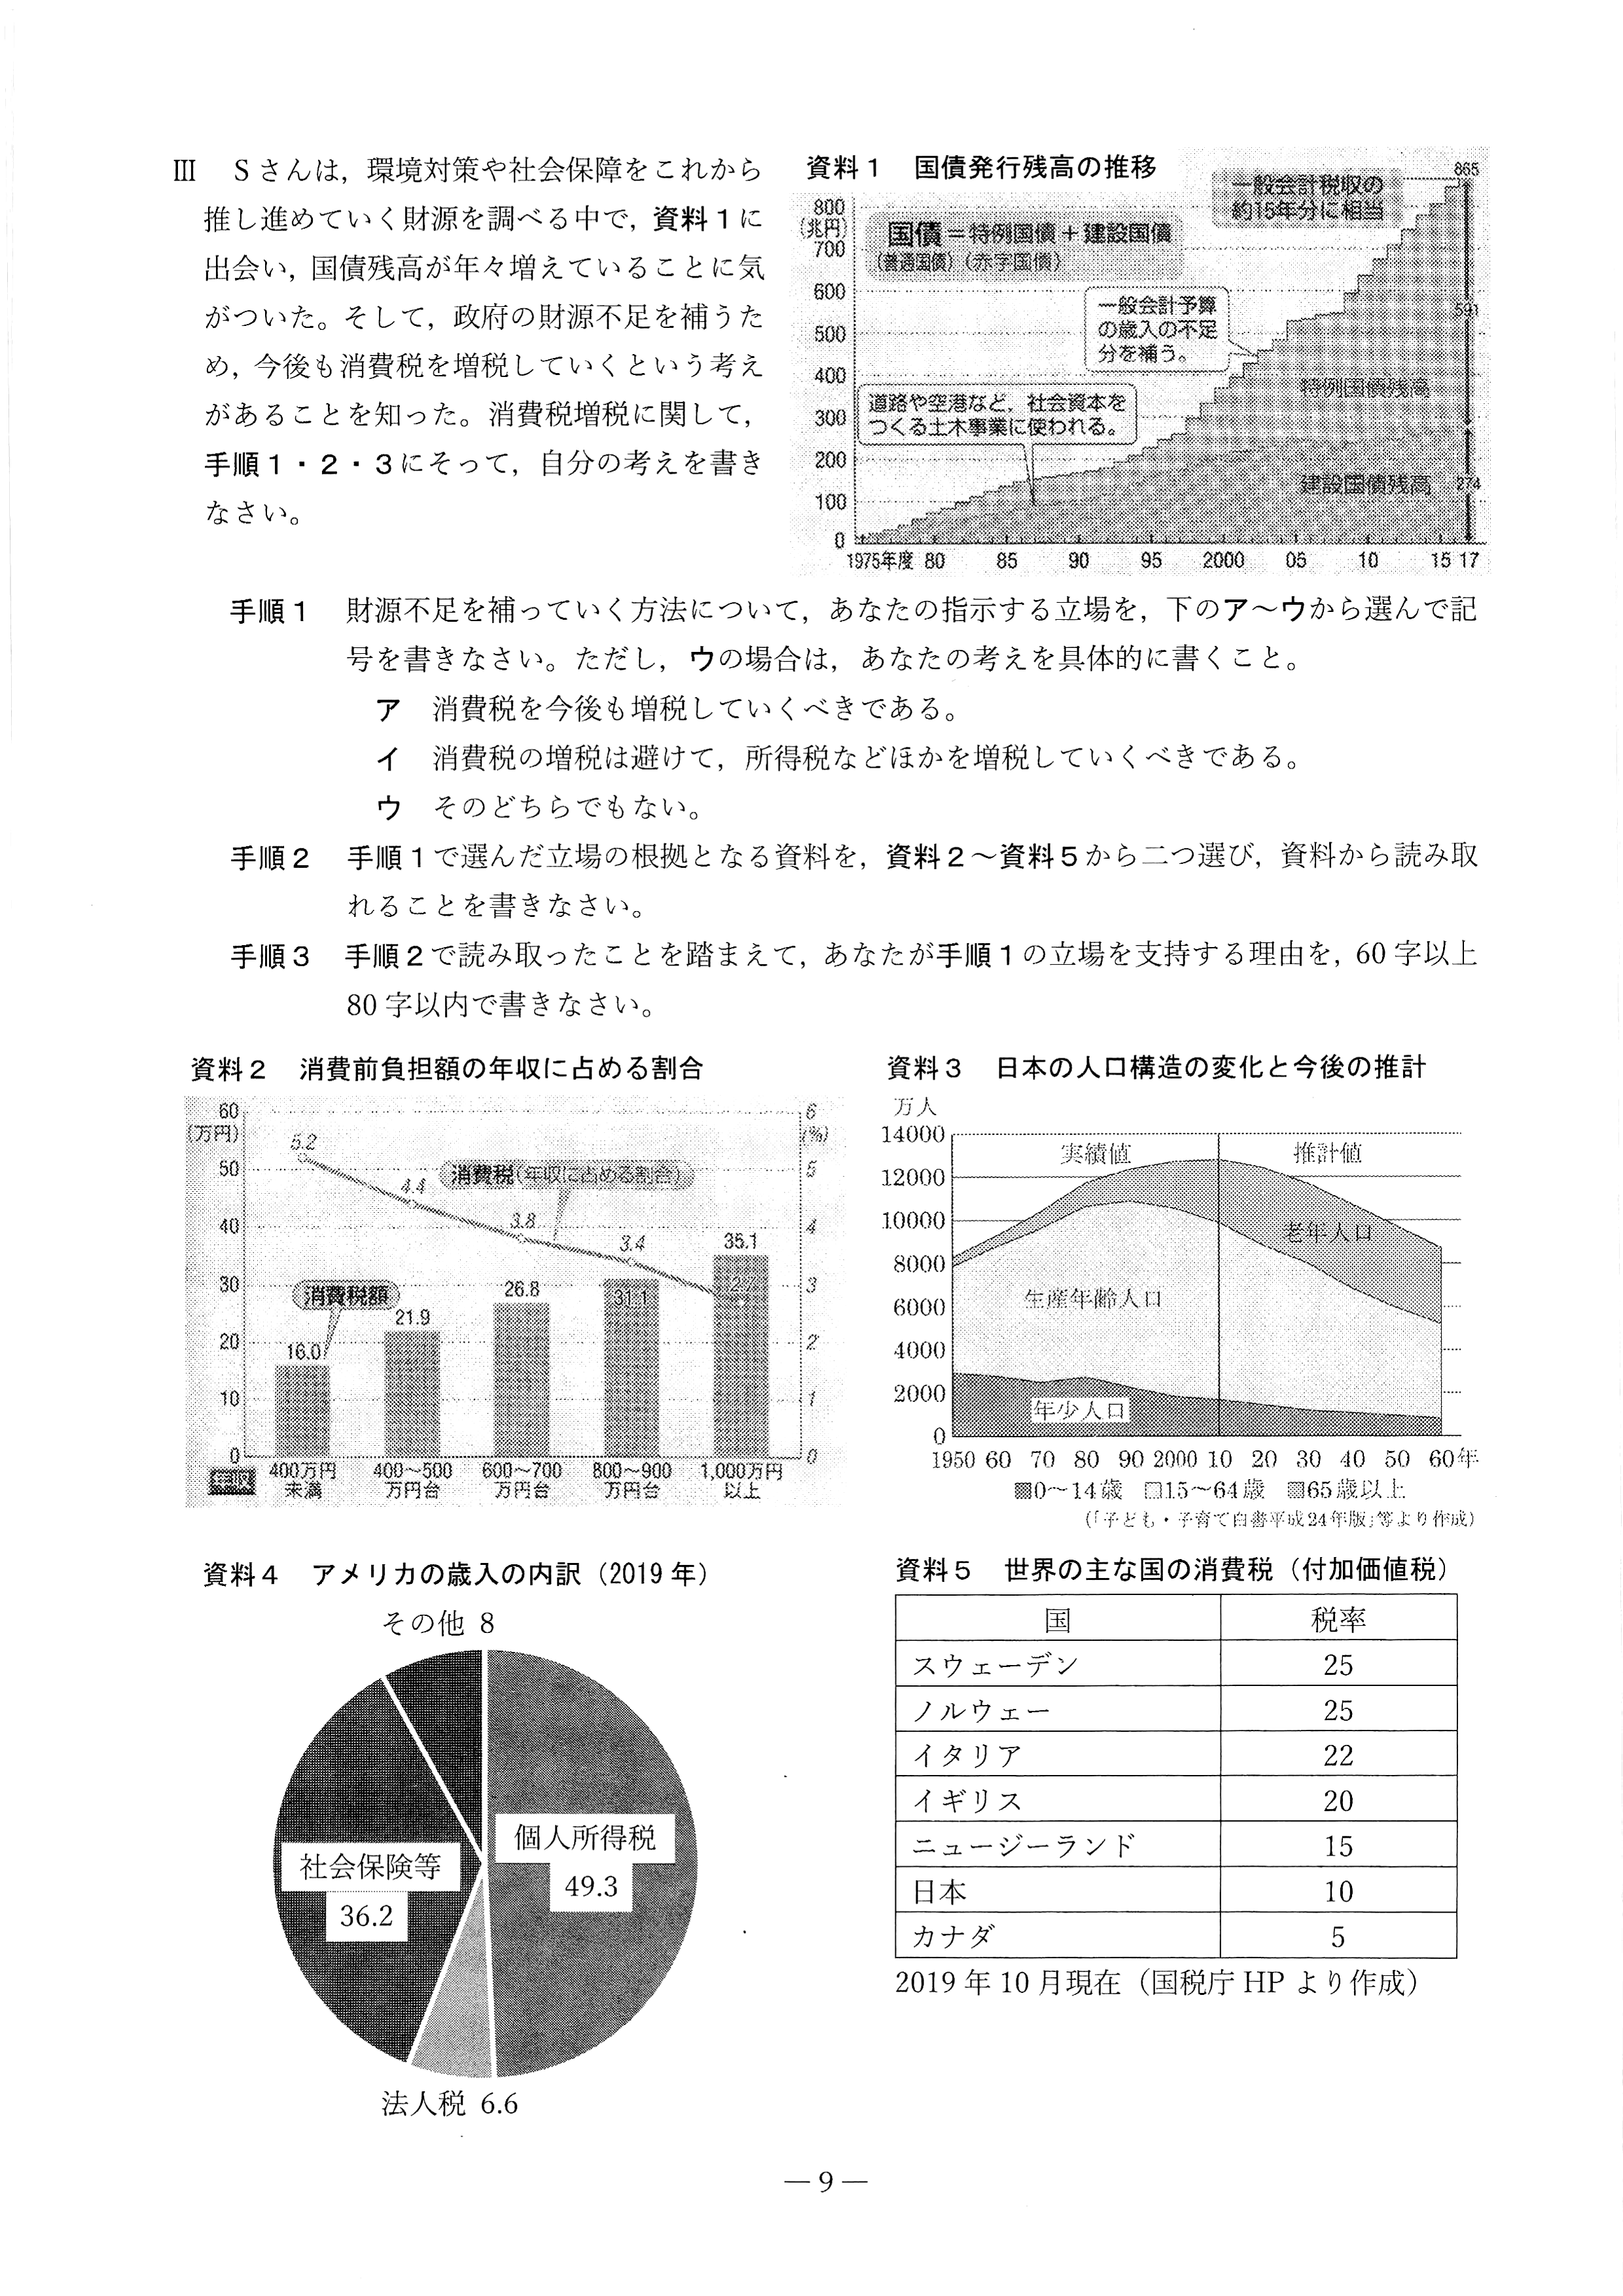 Ⅲ Sさんは，環境対策や社会保障をこれから
推し進めていく財源を調べる中で，資料1に
出会い，国債残高が年々増えていることに気
がついた。そして，政府の財源不足を補うた
め，今後も消費税を増税していくという考え
があることを知った。消費税増税に関して，
手順1・2・3にそって，自分の考えを書き
なさい。
資料1 国債発行残高の推移
865
一般会計税収の
約15年分に相当
800
(兆円)
700
600
500
400
300
200
100
0
国債＝特例国債＋建設国債
(普通国債)(赤字国債)
一般会計予算
の歳入の不足
分を補う。
道路や空港など，社会資本を
つくる土木事業に使われる。
591
特例国債残高
建設国債残高 274
1975年度 80 85 90 95 2000 05 10 15 17
手順1 財源不足を補っていく方法について，あなたの指示する立場を，下のア～ウから選んで記
号を書きなさい。ただし，ウの場合は，あなたの考えを具体的に書くこと。
ア 消費税を今後も増税していくべきである。
イ 消費税の増税は避けて，所得税などほかを増税していくべきである。
ウ そのどちらでもない。
手順2 手順1で選んだ立場の根拠となる資料を，資料2～資料5から二つ選び，資料から読み取
れることを書きなさい。
手順3 手順2で読み取ったことを踏まえて，あなたが手順1の立場を支持する理由を，60字以上
80字以内で書きなさい。
資料2 消費前負担額の年収に占める割合
60
(万円)
50
40
30
20
10
0
6
(%)
5
4
3
2
1
0
5.2
4.4
3.8
3.4
2.7
消費税(年収に占める割合)
消費税額
16.0
21.9
26.8
31.1
35.1
年収
400万円
未満
400～500
万円台
600～700
万円台
800～900
万円台
1,000万円
以上
資料3 日本の人口構造の変化と今後の推計
万人
14000
12000
10000
8000
6000
4000
2000
0
実績値
推計値
老年人口
生産年齢人口
年少人口
1950 60 70 80 90 2000 10 20 30 40 50 60年
0～14歳 15～64歳 65歳以上
(「子ども・子育て白書平成24年版」等より作成)
資料4 アメリカの歳入の内訳（2019年）
その他 8
個人所得税
49.3
社会保険等
36.2
法人税 6.6
資料5 世界の主な国の消費税（付加価値税）
国 税率
スウェーデン 25
ノルウェー 25
イタリア 22
イギリス 20
ニュージーランド 15
日本 10
カナダ 5
2019年10月現在（国税庁HPより作成）
― 9 ―